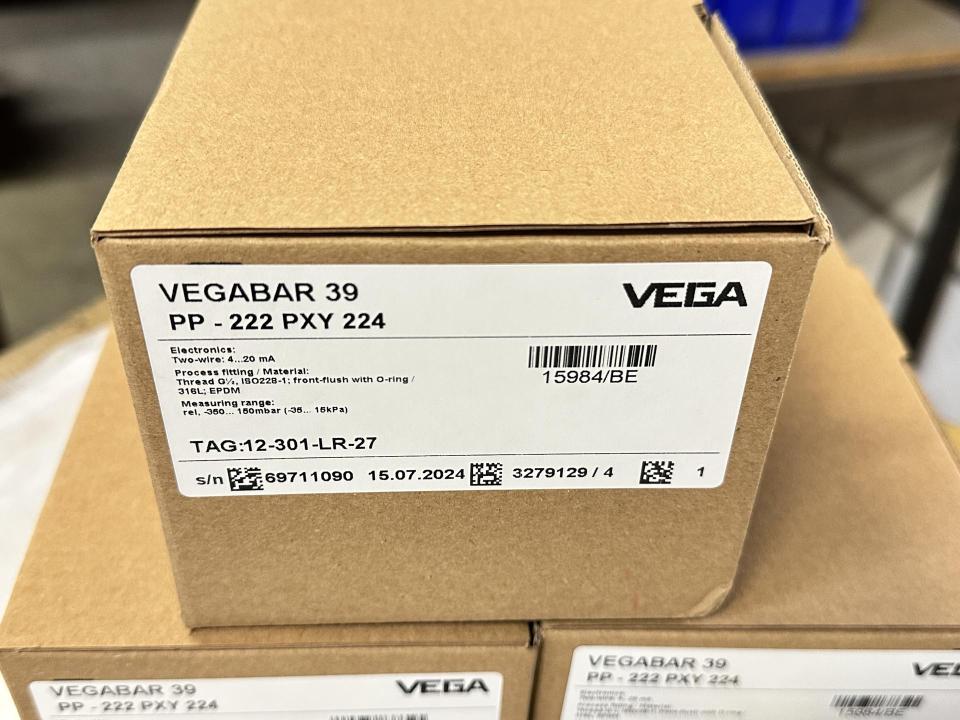 VEGABAR 39
VEGA
PP - 222 PXY 224
Electronics:
Two-wire: 4...20 mA
Process fitting / Material:
Thread G½, ISO228-1; front-flush with O-ring /
316L; EPDM
Measuring range:
rel, -350... 150mbar (-35... 15kPa)
15984/BE
TAG:12-301-LR-27
s/n 69711090 15.07.2024 3279129 / 4 1
VEGABAR 39
VEGA
PP - 222 PXY 224
VEGABAR 39
PP - 222 PXY 224
Electronics:
15984/BE